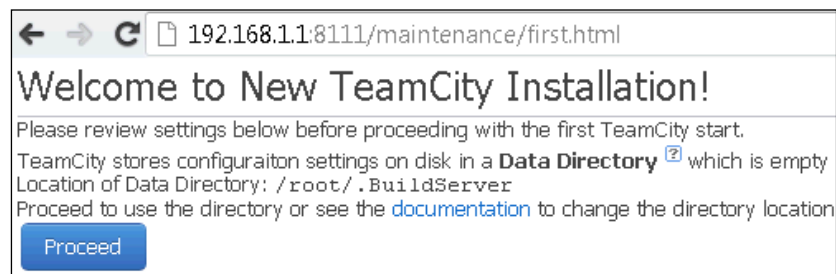 192.168.1.1:8111/maintenance/first.html
Welcome to New TeamCity Installation!
Please review settings below before proceeding with the first TeamCity start.
TeamCity stores configuraiton settings on disk in a Data Directory [?] which is empty
Location of Data Directory: /root/.BuildServer
Proceed to use the directory or see the documentation to change the directory location
Proceed